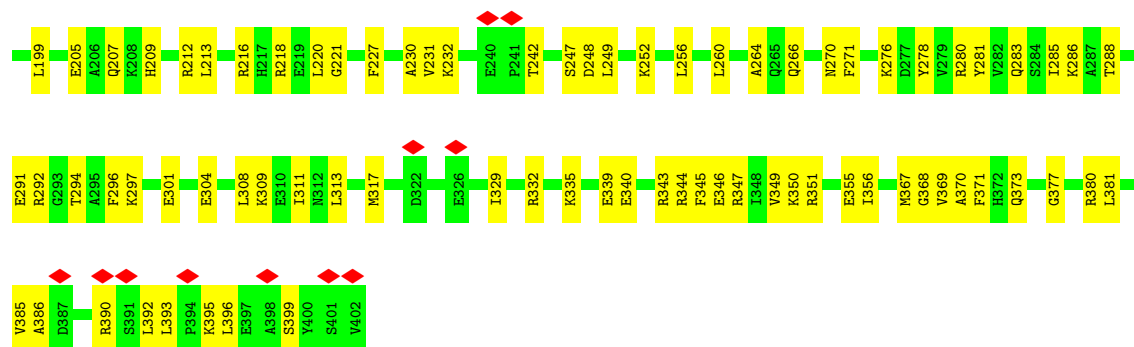 L199 E205 A206 Q207 K208 H209 R212 L213 R216 H217 R218 E219 L220 G221 F227 A230 V231 K232 E240 P241 T242 S247 D248 L249 K252 L256 L260 A264 Q265 Q266 N270 F271 K276 D277 Y278 V279 R280 Y281 V282 Q283 S284 I285 K286 A287 T288
E291 R292 G293 T294 A295 F296 K297 E301 E304 L308 K309 E310 I311 N312 L313 M317 D322 E326 I329 R332 K335 E339 E340 R343 R344 F345 E346 R347 I348 V349 K350 R351 E355 I356 M367 G368 V369 A370 F371 H372 Q373 G377 R380 L381
V385 A386 D387 R390 S391 L392 L393 P394 K395 L396 E397 A398 S399 Y400 S401 V402